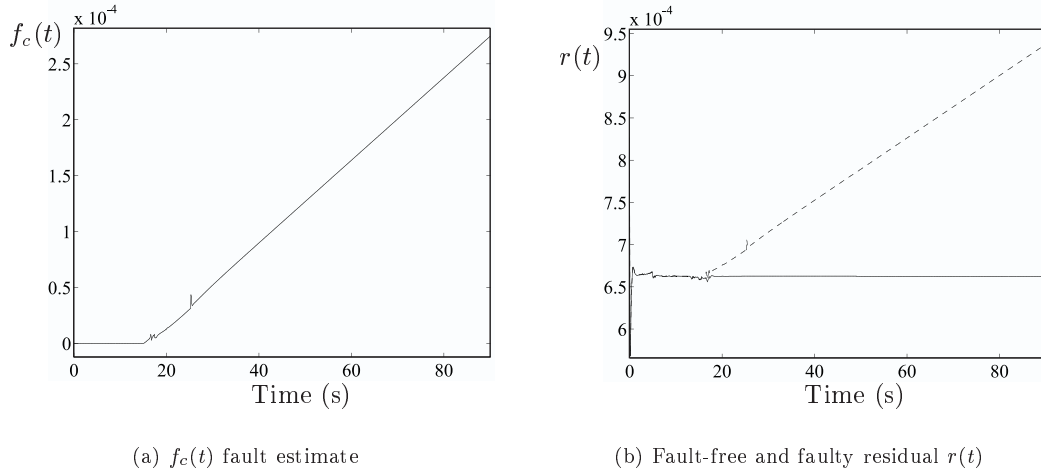 x 10⁻⁴
f_c(t)
2.5
2
1.5
1
0.5
0
0 20 40 60 80
Time (s)
(a) f_c(t) fault estimate
x 10⁻⁴
r(t)
9.5
9
8.5
8
7.5
7
6.5
6
0 20 40 60 80
Time (s)
(b) Fault-free and faulty residual r(t)